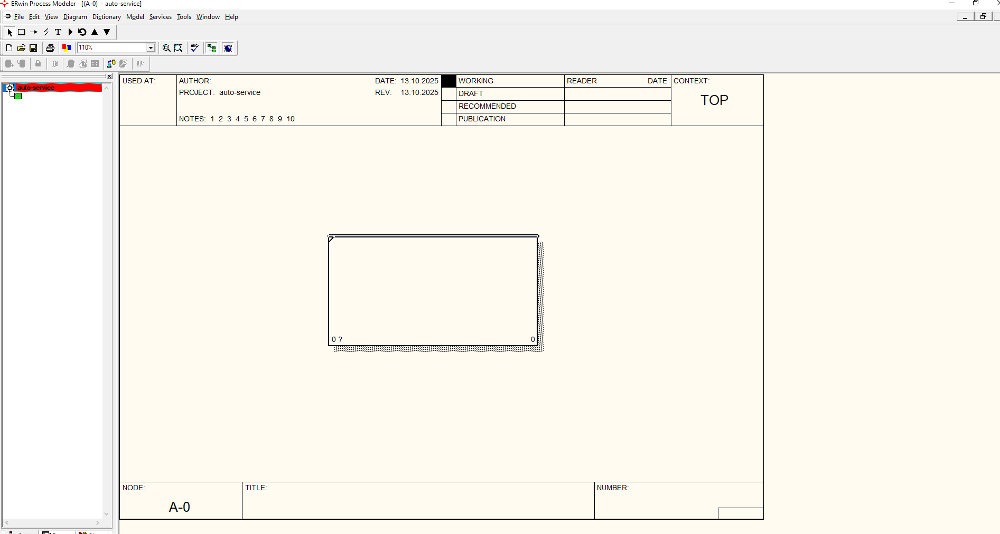 ERwin Process Modeler - [(A-0) - auto-service]
File Edit View Diagram Dictionary Model Services Tools Window Help
T
110%
ABC
auto-service
USED AT:
AUTHOR:
DATE: 13.10.2025
PROJECT: auto-service
REV: 13.10.2025
NOTES: 1 2 3 4 5 6 7 8 9 10
WORKING
DRAFT
RECOMMENDED
PUBLICATION
READER DATE
CONTEXT:
TOP
0 ? 0
NODE:
A-0
TITLE:
NUMBER: